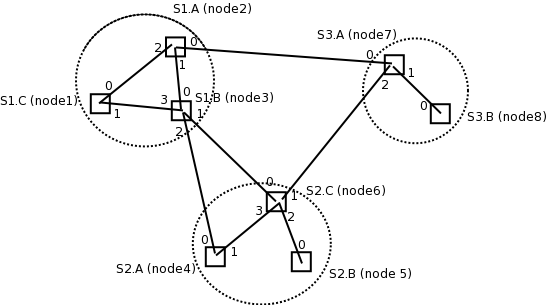 S1.A (node2)
2
0
1
S3.A (node7)
0
1
2
S1.C (node1)
0
1
0
3
1
2
S1.B (node3)
0
S3.B (node8)
0
1
3
2
S2.C (node6)
0
1
S2.A (node4)
0
S2.B (node 5)